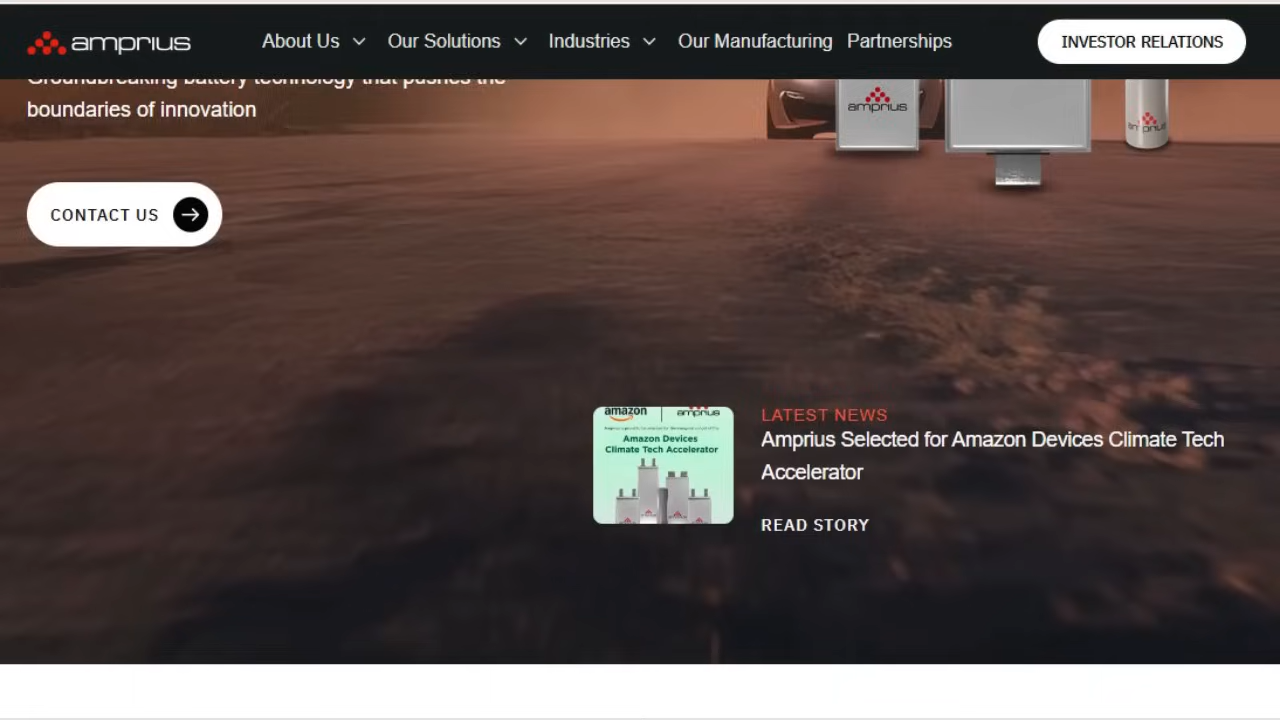 amprius
About Us
Our Solutions
Industries
Our Manufacturing
Partnerships
INVESTOR RELATIONS
Groundbreaking battery technology that pushes the
boundaries of innovation
amprius
amprius
CONTACT US
amazon
amprius
Amazon Devices
Climate Tech Accelerator
LATEST NEWS
Amprius Selected for Amazon Devices Climate Tech
Accelerator
READ STORY